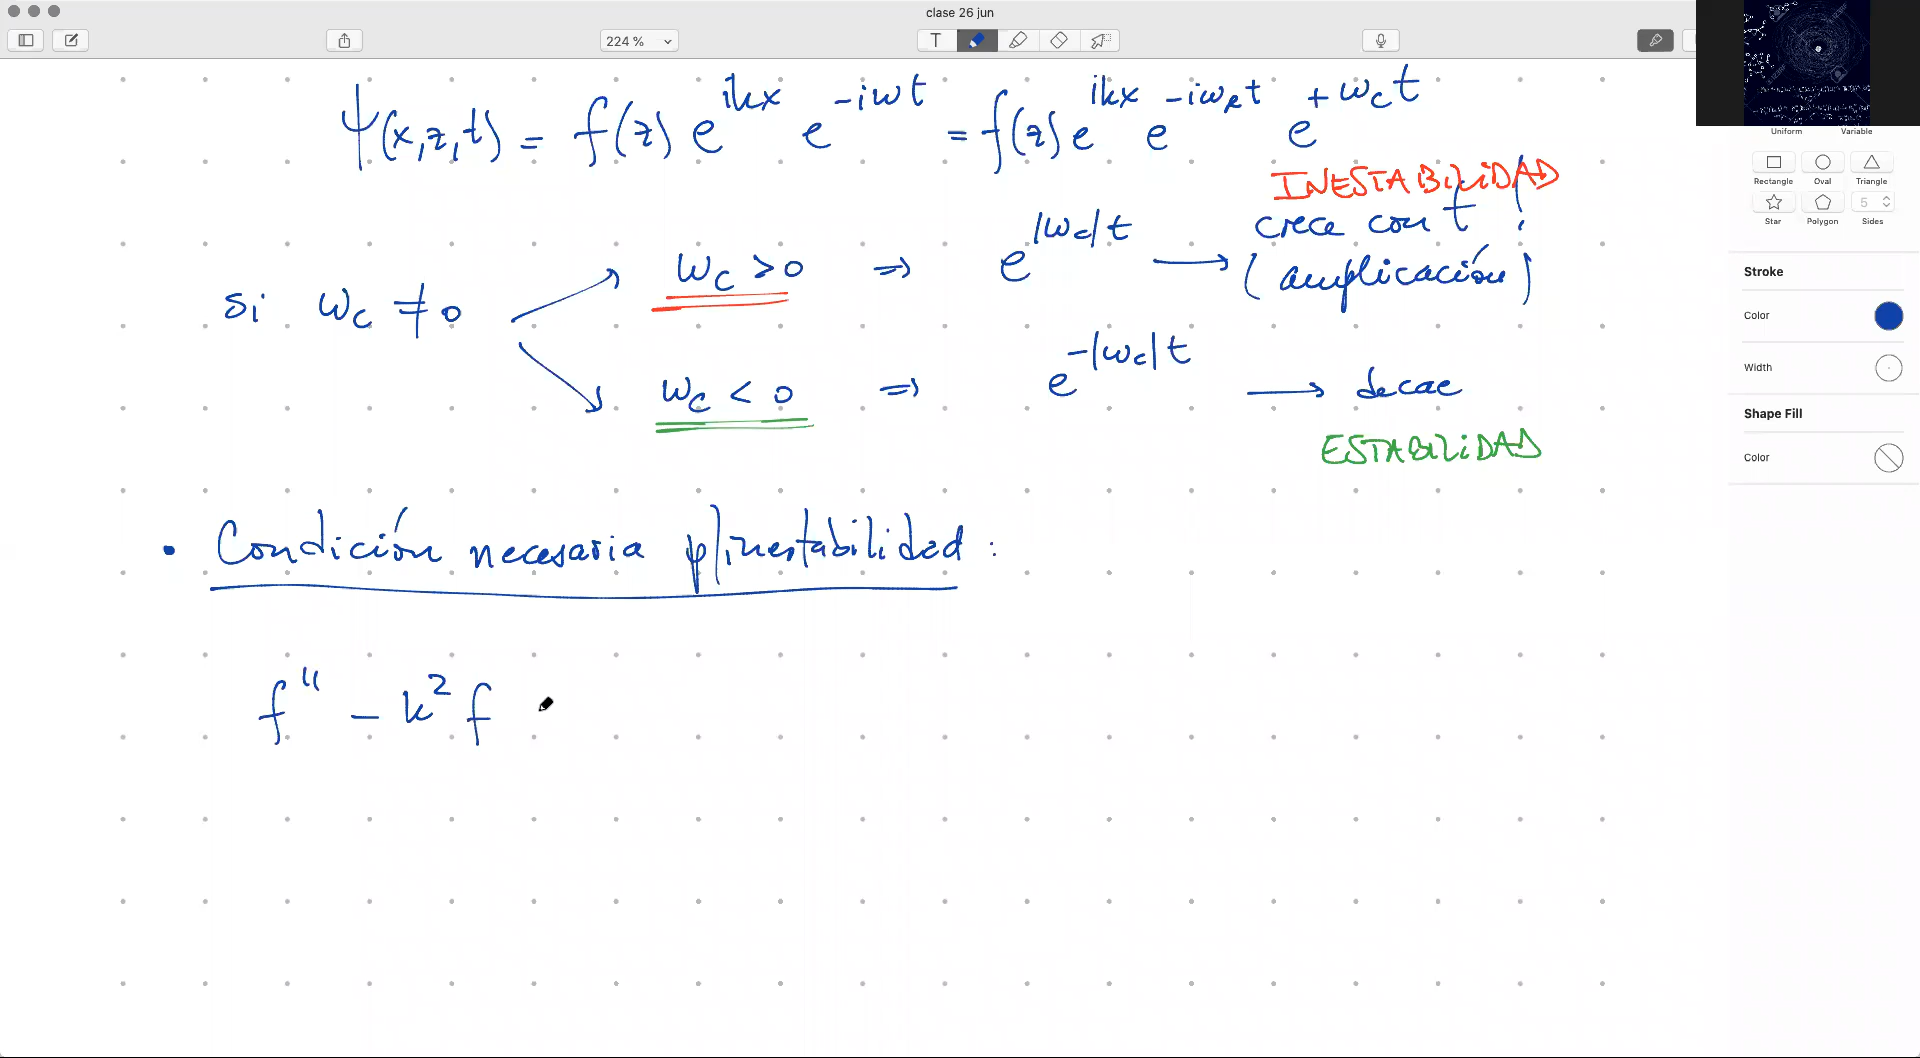 clase 26 jun
224 %
T
Uniform Variable
Rectangle Oval Triangle
5
Star Polygon Sides
Stroke
Color
Width
Shape Fill
Color
ψ(x,z,t) = f(z) e^{ikx} e^{-iωt} = f(z) e^{ikx} e^{-iω_R t} e^{+ω_c t}
INESTABILIDAD
si ω_c ≠ 0
ω_c > 0 ⇒ e^{|ω_c|t} → crece con t !
(amplicación)
ω_c < 0 ⇒ e^{-|ω_c|t} → decae
ESTABILIDAD
• Condición necesaria p/inestabilidad :
f'' - k² f